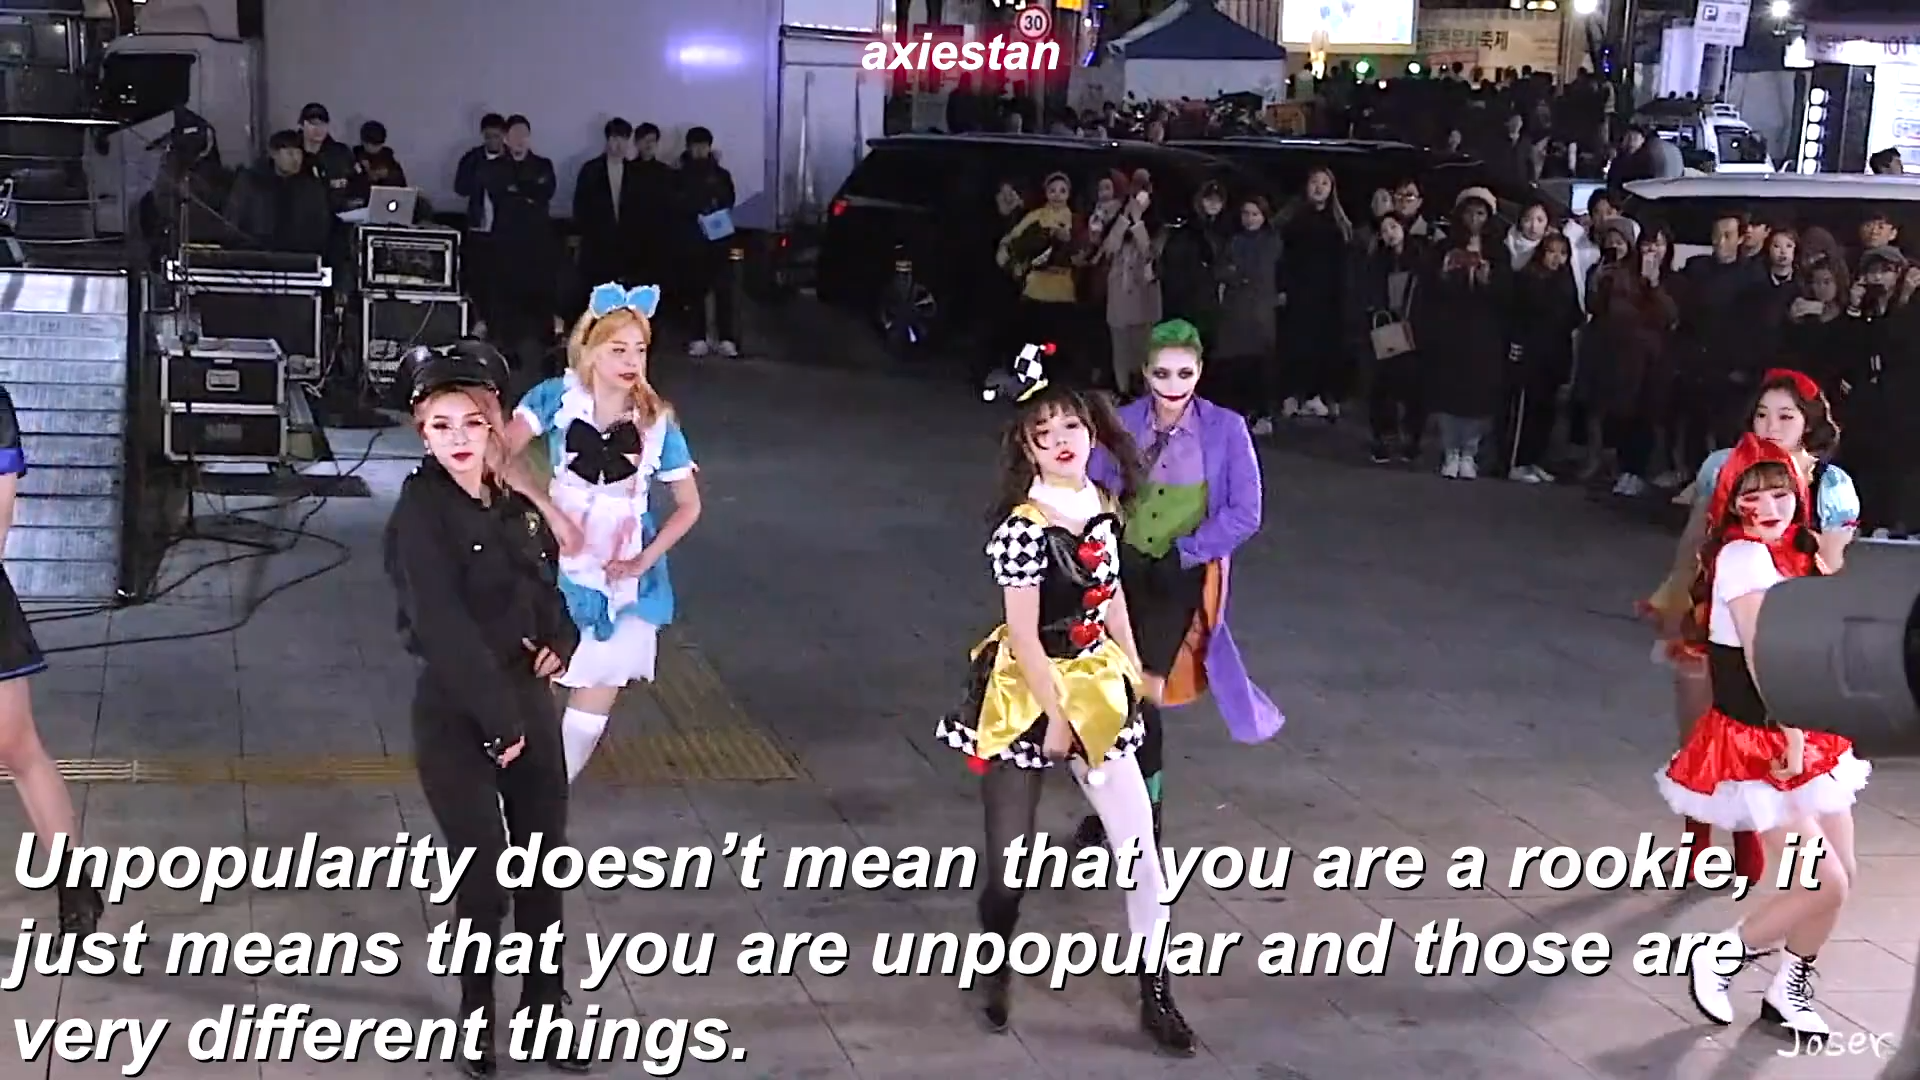 30
axiestan
P
Unpopularity doesn’t mean that you are a rookie, it
just means that you are unpopular and those are
very different things.
Joser